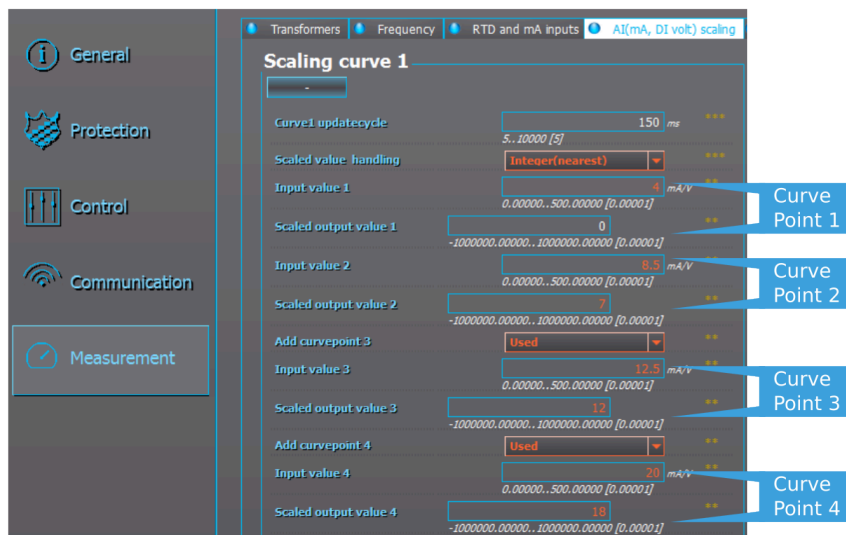 Transformers Frequency RTD and mA inputs AI(mA, DI volt) scaling
General
Protection
Control
Communication
Measurement
Scaling curve 1
-
Curve1 updatecycle 150 ms ***
5..10000 [5]
Scaled value handling Integer(nearest) ***
Input value 1 4 mA/V **
0.00000..500.00000 [0.00001]
Scaled output value 1 0 **
-1000000.00000..1000000.00000 [0.00001]
Input value 2 8.5 mA/V **
0.00000..500.00000 [0.00001]
Scaled output value 2 7 **
-1000000.00000..1000000.00000 [0.00001]
Add curvepoint 3 Used **
Input value 3 12.5 mA/V **
0.00000..500.00000 [0.00001]
Scaled output value 3 12 **
-1000000.00000..1000000.00000 [0.00001]
Add curvepoint 4 Used **
Input value 4 20 mA/V **
0.00000..500.00000 [0.00001]
Scaled output value 4 18 **
-1000000.00000..1000000.00000 [0.00001]
Curve
Point 1
Curve
Point 2
Curve
Point 3
Curve
Point 4